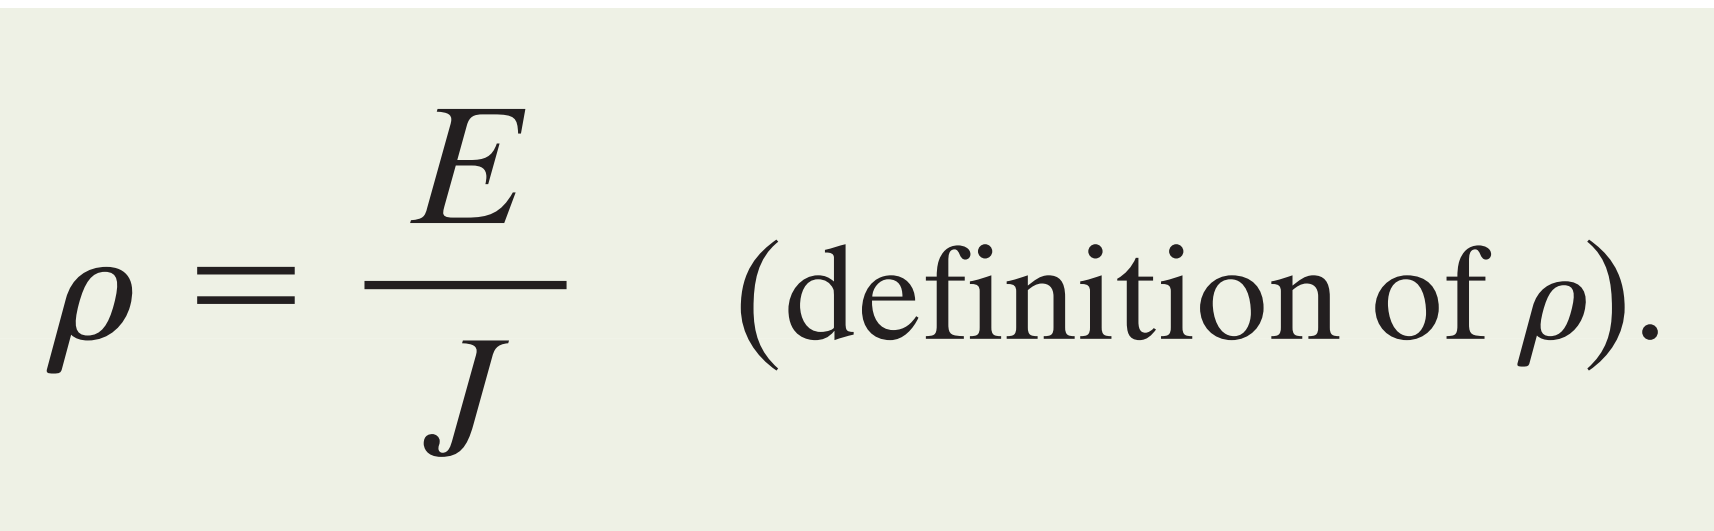 ρ = E/J (definition of ρ).